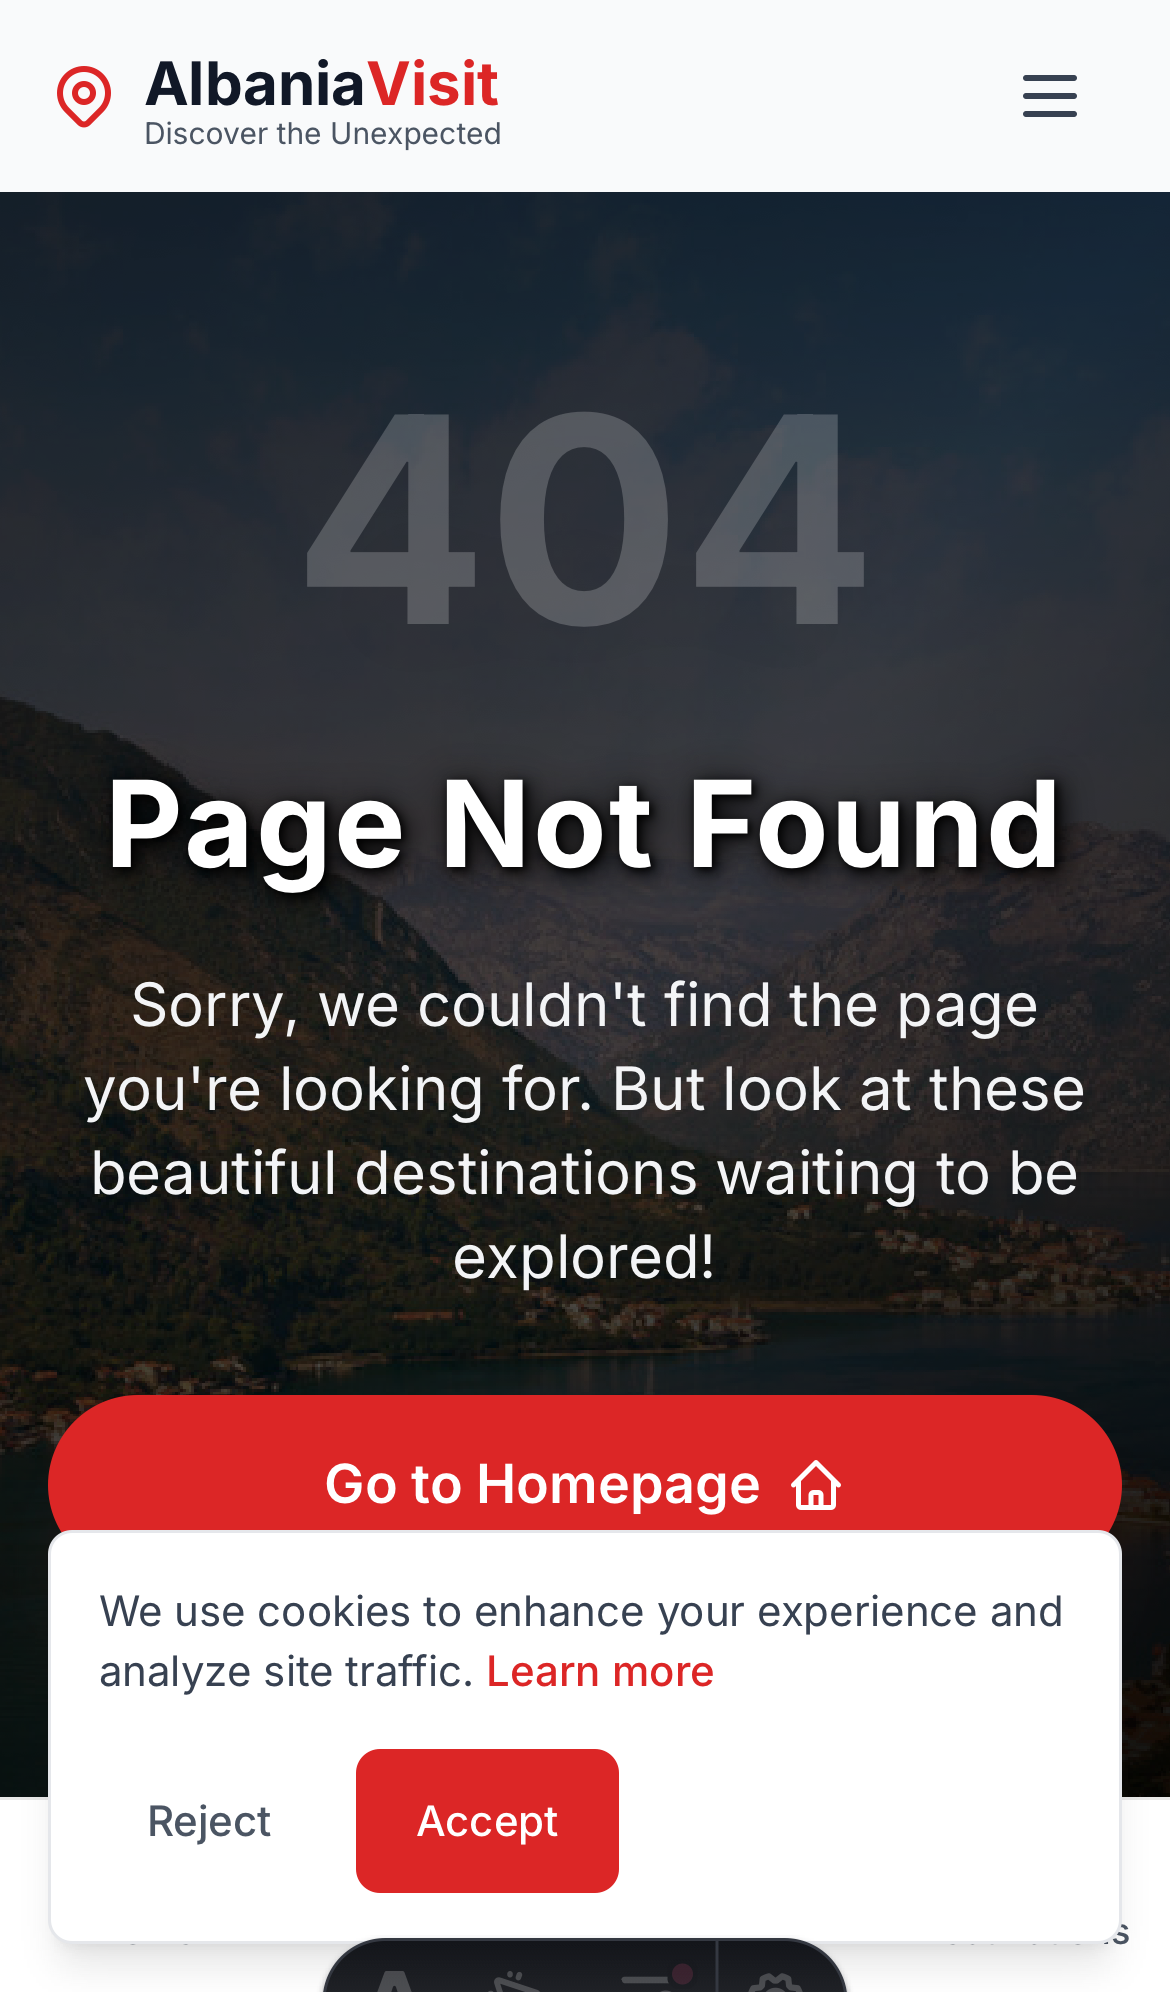 AlbaniaVisit
Discover the Unexpected
404
Page Not Found
Sorry, we couldn't find the page
you're looking for. But look at these
beautiful destinations waiting to be
explored!
Go to Homepage
We use cookies to enhance your experience and
analyze site traffic. Learn more
Reject
Accept